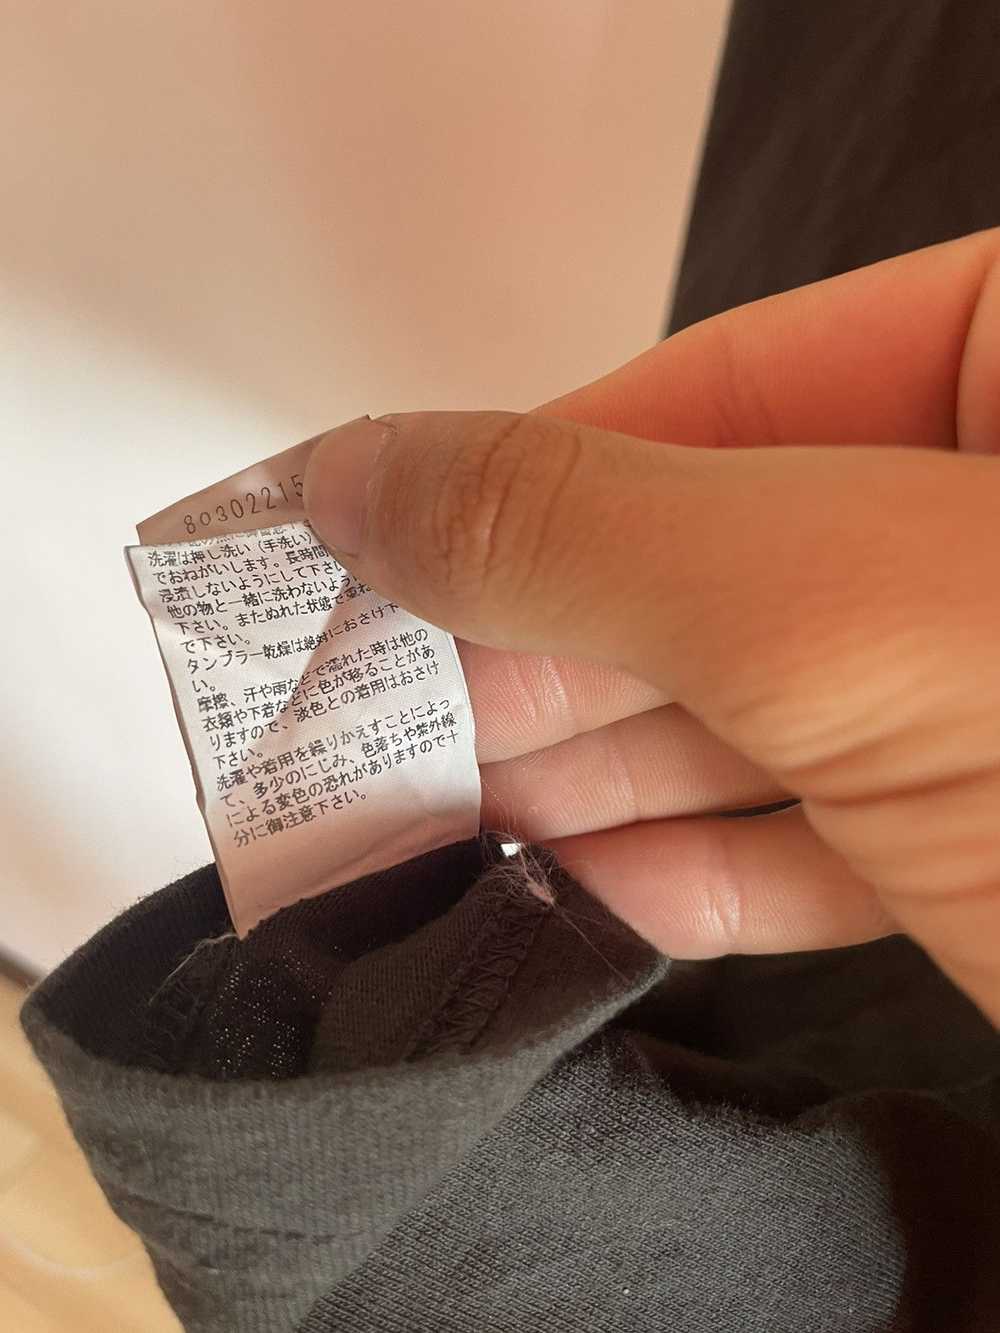 80302215
洗濯は押し洗い（手洗い）
でおねがいします。長時間
浸漬しないようにして下さい
他の物と一緒に洗わないよう
下さい。またぬれた状態で重ね
で下さい。
タンブラー乾燥は絶対におさけ下
い。
摩擦、汗や雨などで濡れた時は他の
衣類や下着などに色が移ることがあ
りますので、淡色との着用はおさけ
下さい。
洗濯や着用を繰りかえすことによっ
て、多少のにじみ、色落ちや紫外線
による変色の恐れがありますので十
分に御注意下さい。